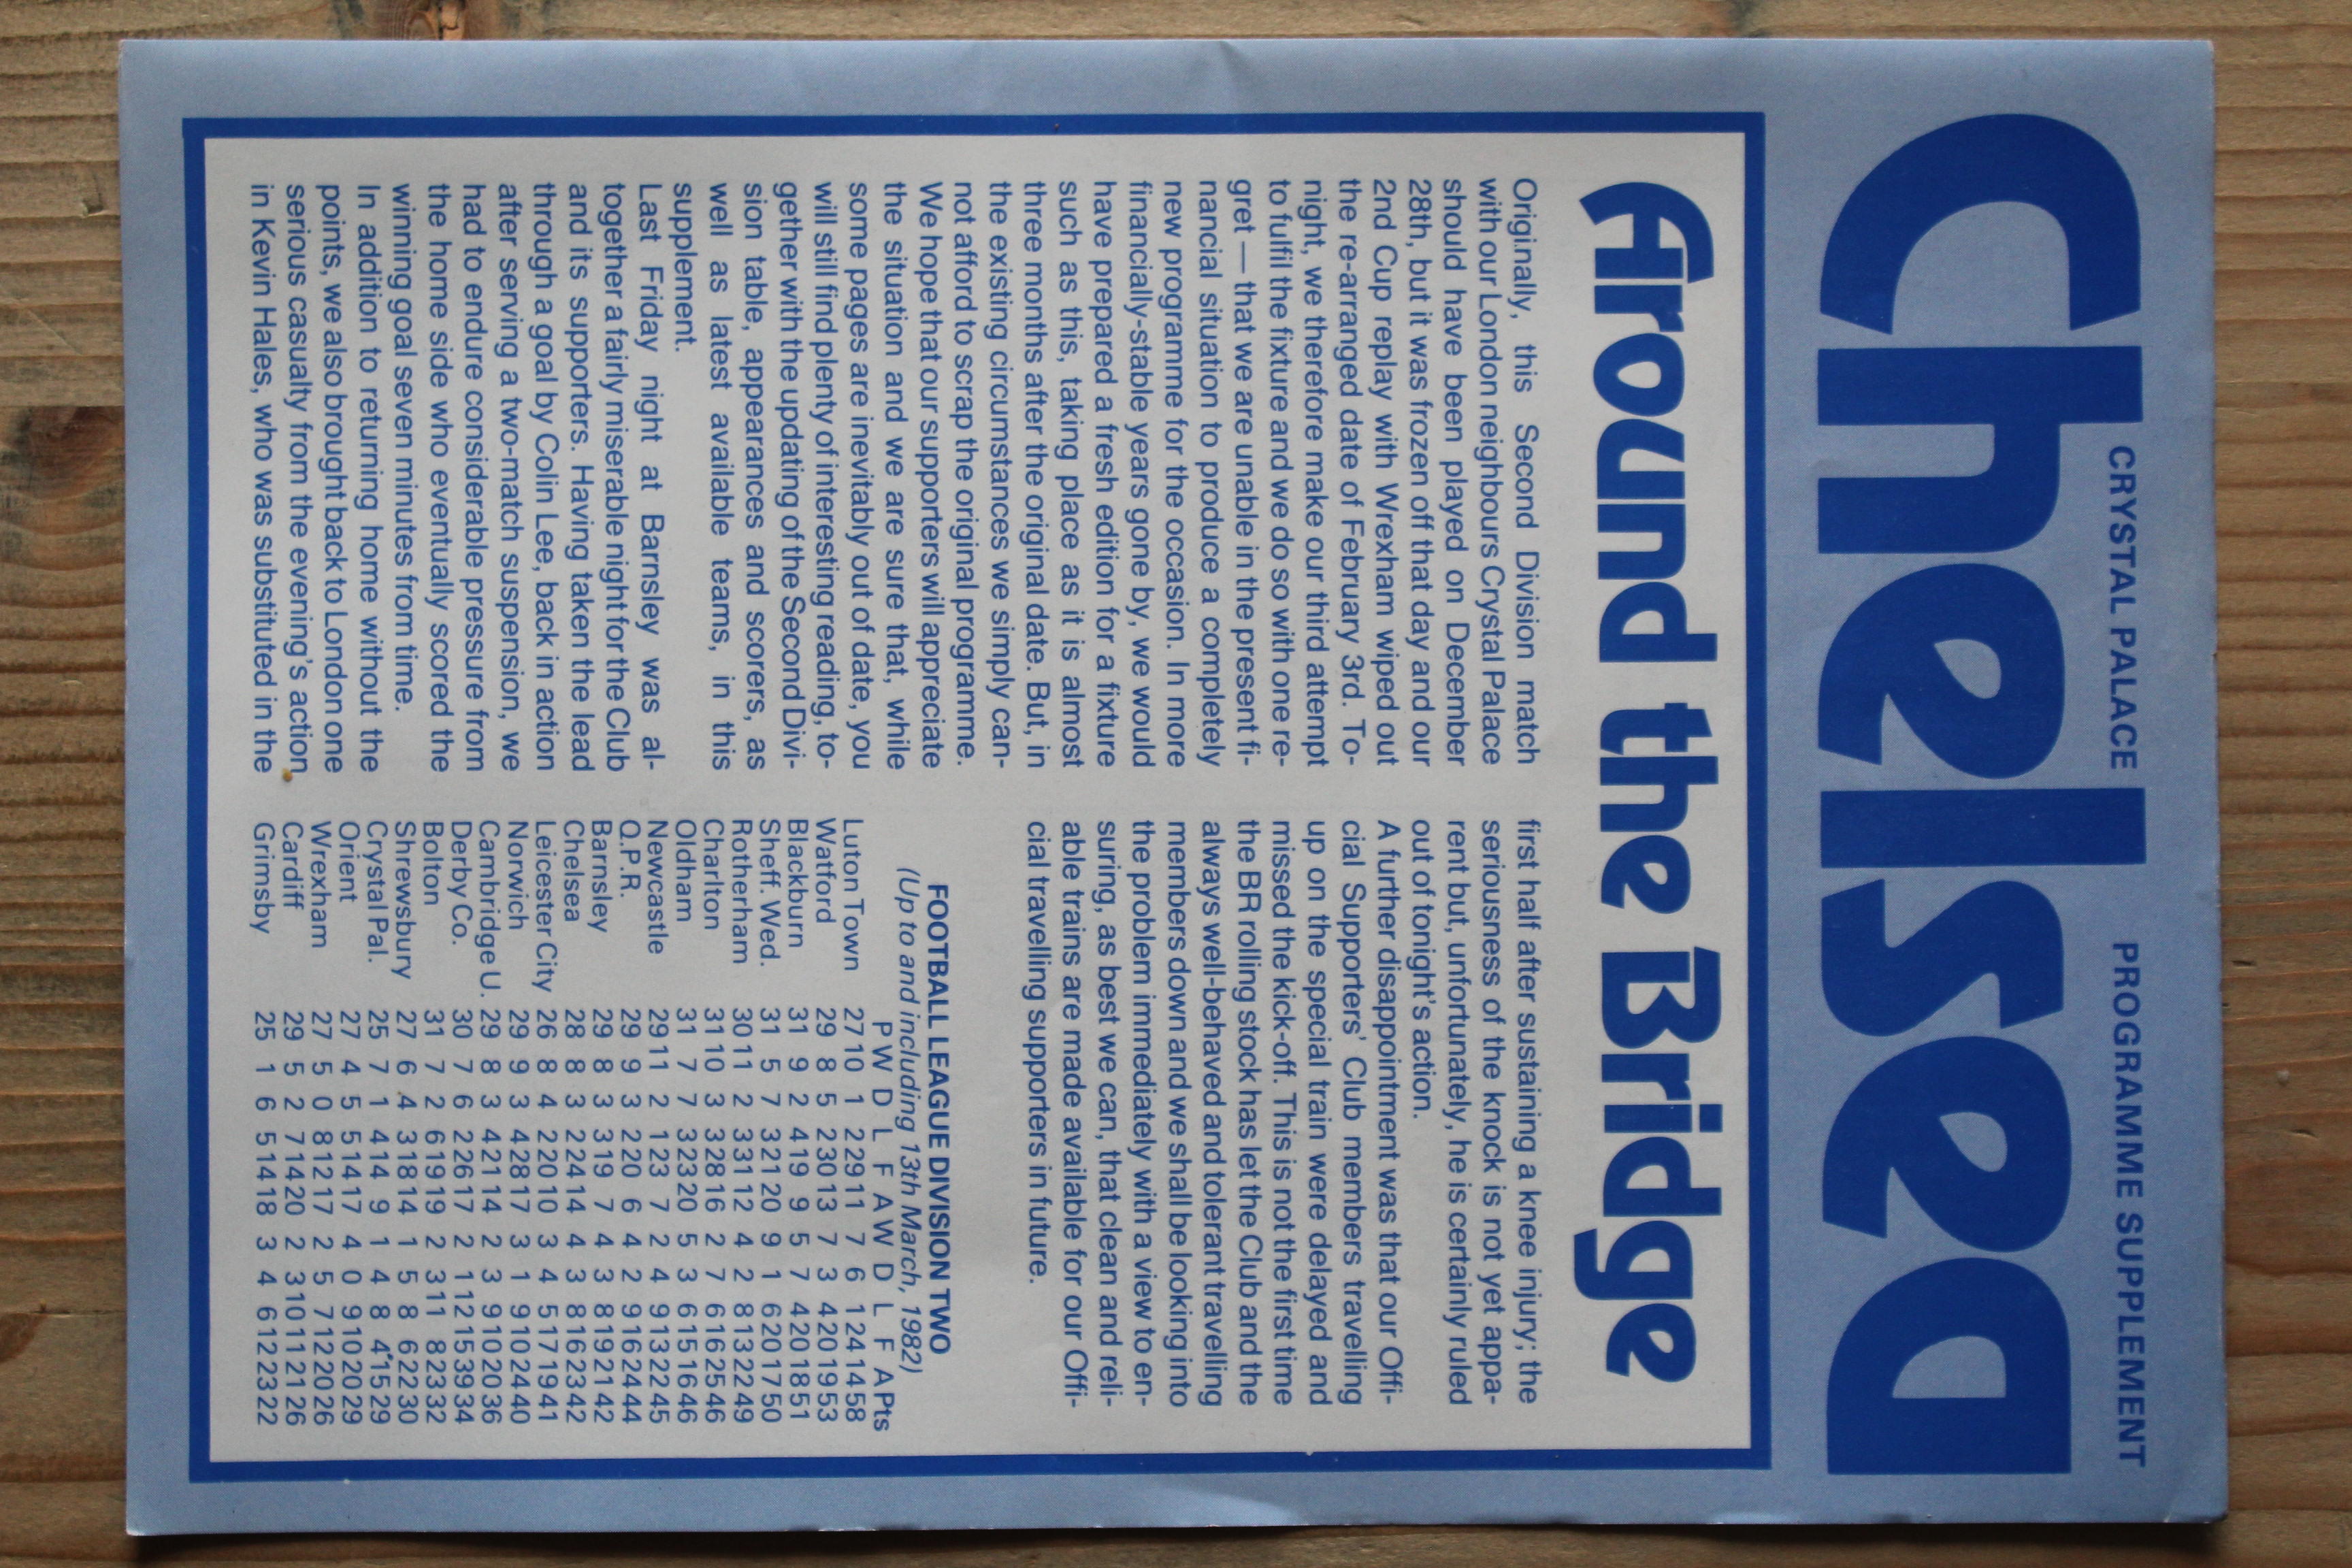 CRYSTAL PALACE PROGRAMME SUPPLEMENT
Chelsea
Around the Bridge
Originally, this Second Division match
with our London neighbours Crystal Palace
should have been played on December
28th, but it was frozen off that day and our
2nd Cup replay with Wrexham wiped out
the re-arranged date of February 3rd. To-
night, we therefore make our third attempt
to fulfil the fixture and we do so with one re-
gret — that we are unable in the present fi-
nancial situation to produce a completely
new programme for the occasion. In more
financially-stable years gone by, we would
have prepared a fresh edition for a fixture
such as this, taking place as it is almost
three months after the original date. But, in
the existing circumstances we simply can-
not afford to scrap the original programme.
We hope that our supporters will appreciate
the situation and we are sure that, while
some pages are inevitably out of date, you
will still find plenty of interesting reading, to-
gether with the updating of the Second Divi-
sion table, appearances and scorers, as
well as latest available teams, in this
supplement.
Last Friday night at Barnsley was al-
together a fairly miserable night for the Club
and its supporters. Having taken the lead
through a goal by Colin Lee, back in action
after serving a two-match suspension, we
had to endure considerable pressure from
the home side who eventually scored the
winning goal seven minutes from time.
In addition to returning home without the
points, we also brought back to London one
serious casualty from the evening's action,
in Kevin Hales, who was substituted in the
first half after sustaining a knee injury; the
seriousness of the knock is not yet appa-
rent but, unfortunately, he is certainly ruled
out of tonight's action.
A further disappointment was that our Offi-
cial Supporters' Club members travelling
up on the special train were delayed and
missed the kick-off. This is not the first time
the BR rolling stock has let the Club and the
always well-behaved and tolerant travelling
members down and we shall be looking into
the problem immediately with a view to en-
suring, as best we can, that clean and reli-
able trains are made available for our Offi-
cial travelling supporters in future.
FOOTBALL LEAGUE DIVISION TWO
(Up to and including 13th March, 1982)
P W D L F A W D L F A Pts
Luton Town 27 10 1 2 29 11 7 6 1 24 14 58
Watford 29 8 5 2 30 13 7 3 4 20 19 53
Blackburn 31 9 2 4 19 9 5 7 4 20 18 51
Sheff. Wed. 31 5 7 3 21 20 9 1 6 20 17 50
Rotherham 30 11 2 3 31 12 4 2 8 13 22 49
Charlton 31 10 3 3 28 16 2 7 6 16 25 46
Oldham 31 7 7 3 23 20 5 3 6 15 16 46
Newcastle 29 11 2 1 23 7 2 4 9 13 22 45
Q.P.R. 29 9 3 2 20 6 4 2 9 16 24 44
Barnsley 29 8 3 3 19 7 4 3 8 19 21 42
Chelsea 28 8 3 2 24 14 4 3 8 16 23 42
Leicester City 26 8 4 2 20 10 3 4 5 17 19 41
Norwich 29 9 3 4 28 17 3 1 9 10 24 40
Cambridge U. 29 8 3 4 21 14 2 3 9 10 20 36
Derby Co. 30 7 6 2 26 17 2 1 12 15 39 34
Bolton 31 7 2 6 19 19 2 3 11 8 23 32
Shrewsbury 27 6 4 3 18 14 1 5 8 6 22 30
Crystal Pal. 25 7 1 4 14 9 1 4 8 4 15 29
Orient 27 4 5 5 14 17 4 0 9 10 20 29
Wrexham 27 5 0 8 12 17 2 5 7 12 20 26
Cardiff 29 5 2 7 14 20 2 3 10 11 21 26
Grimsby 25 1 6 5 14 18 3 4 6 12 23 22